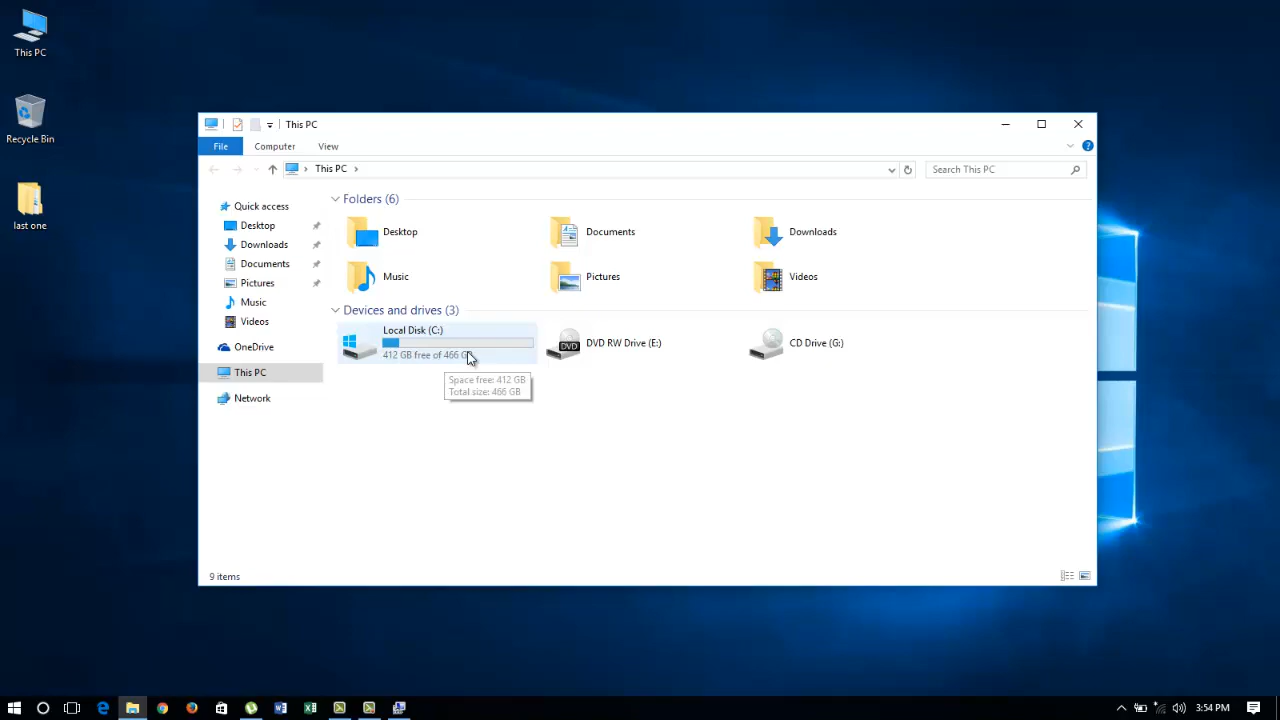 This PC
Recycle Bin
last one
This PC
File
Computer
View
This PC
Search This PC
Quick access
Desktop
Downloads
Documents
Pictures
Music
Videos
OneDrive
This PC
Network
Folders (6)
Desktop
Documents
Downloads
Music
Pictures
Videos
Devices and drives (3)
Local Disk (C:)
412 GB free of 466 G
DVD
DVD RW Drive (E:)
CD Drive (G:)
Space free: 412 GB
Total size: 466 GB
9 items
3:54 PM